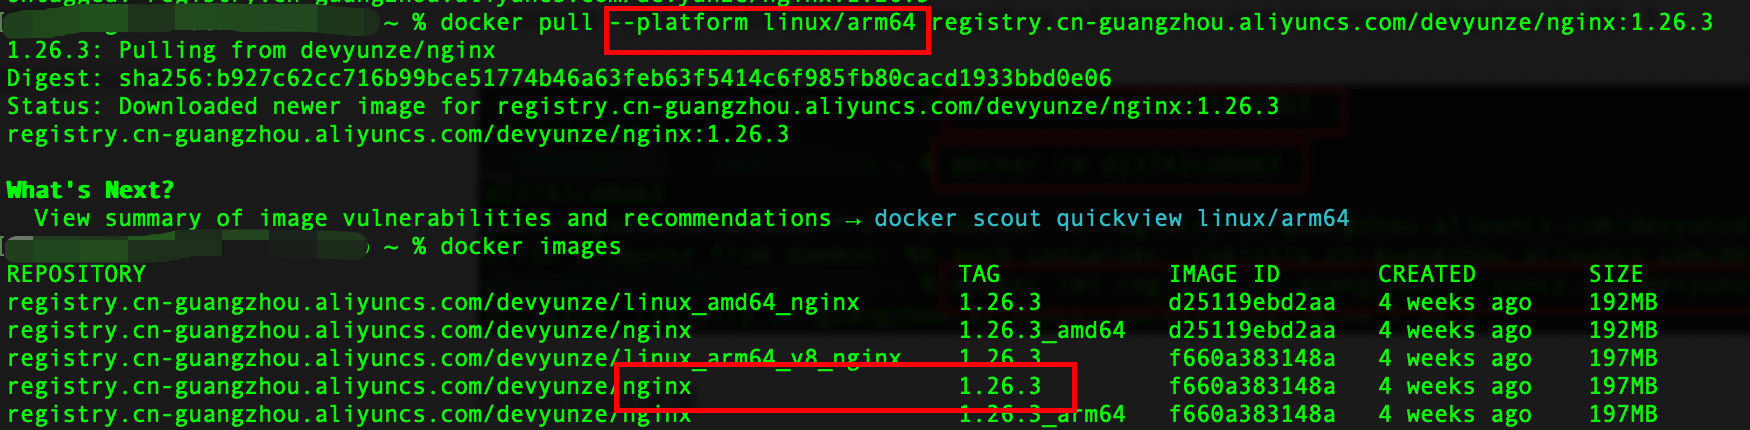 ~ % docker pull --platform linux/arm64 registry.cn-guangzhou.aliyuncs.com/devyunze/nginx:1.26.3
1.26.3: Pulling from devyunze/nginx
Digest: sha256:b927c62cc716b99bce51774b46a63feb63f5414c6f985fb80cacd1933bbd0e06
Status: Downloaded newer image for registry.cn-guangzhou.aliyuncs.com/devyunze/nginx:1.26.3
registry.cn-guangzhou.aliyuncs.com/devyunze/nginx:1.26.3
What's Next?
View summary of image vulnerabilities and recommendations → docker scout quickview linux/arm64
~ % docker images
REPOSITORY TAG IMAGE ID CREATED SIZE
registry.cn-guangzhou.aliyuncs.com/devyunze/linux_amd64_nginx 1.26.3 d25119ebd2aa 4 weeks ago 192MB
registry.cn-guangzhou.aliyuncs.com/devyunze/nginx 1.26.3_amd64 d25119ebd2aa 4 weeks ago 192MB
registry.cn-guangzhou.aliyuncs.com/devyunze/linux_arm64_v8_nginx 1.26.3 f660a383148a 4 weeks ago 197MB
registry.cn-guangzhou.aliyuncs.com/devyunze/nginx 1.26.3 f660a383148a 4 weeks ago 197MB
registry.cn-guangzhou.aliyuncs.com/devyunze/nginx 1.26.3_arm64 f660a383148a 4 weeks ago 197MB